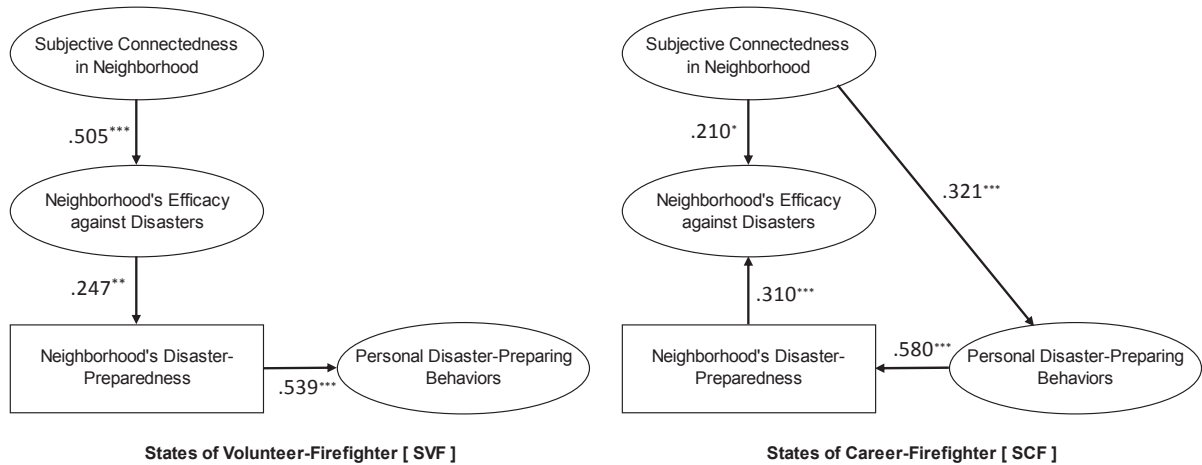 Subjective Connectedness
in Neighborhood
.505***
Neighborhood's Efficacy
against Disasters
.247**
Neighborhood's Disaster-
Preparedness
.539***
Personal Disaster-Preparing
Behaviors
States of Volunteer-Firefighter [ SVF ]
Subjective Connectedness
in Neighborhood
.210*
.321***
Neighborhood's Efficacy
against Disasters
.310***
Neighborhood's Disaster-
Preparedness
.580***
Personal Disaster-Preparing
Behaviors
States of Career-Firefighter [ SCF ]